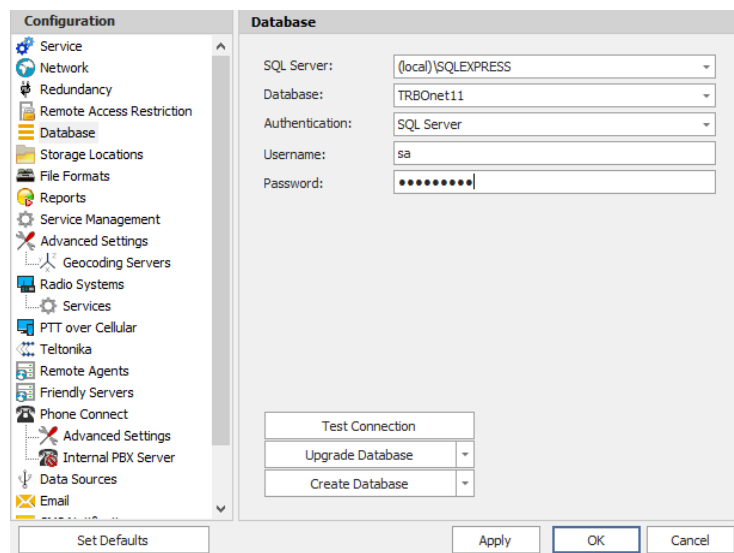 Configuration
Service
Network
Redundancy
Remote Access Restriction
Database
Storage Locations
File Formats
Reports
Service Management
Advanced Settings
Geocoding Servers
Radio Systems
Services
PTT over Cellular
Teltonika
Remote Agents
Friendly Servers
Phone Connect
Advanced Settings
Internal PBX Server
Data Sources
Email
Set Defaults
Database
SQL Server: (local)\SQLEXPRESS
Database: TRBOnet11
Authentication: SQL Server
Username: sa
Password: •••••••••
Test Connection
Upgrade Database
Create Database
Apply OK Cancel